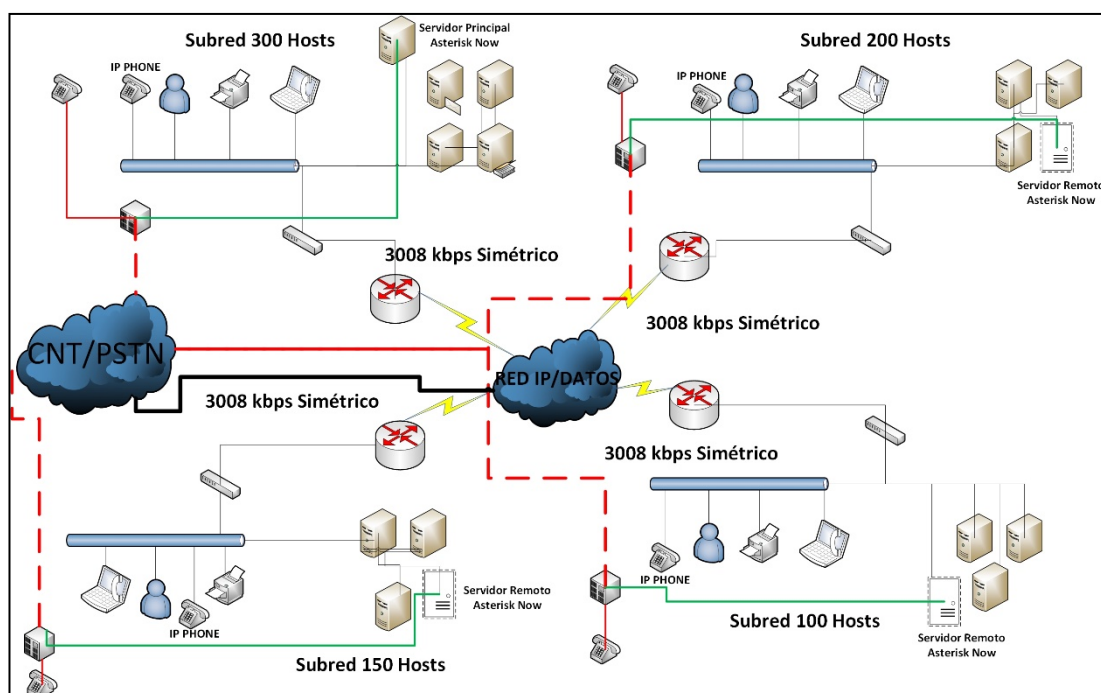 Subred 300 Hosts
Servidor Principal
Asterisk Now
IP PHONE
Subred 200 Hosts
IP PHONE
Servidor Remoto
Asterisk Now
3008 kbps Simétrico
3008 kbps Simétrico
CNT/PSTN
RED IP/DATOS
3008 kbps Simétrico
3008 kbps Simétrico
IP PHONE
Servidor Remoto
Asterisk Now
Subred 150 Hosts
IP PHONE
Subred 100 Hosts
Servidor Remoto
Asterisk Now